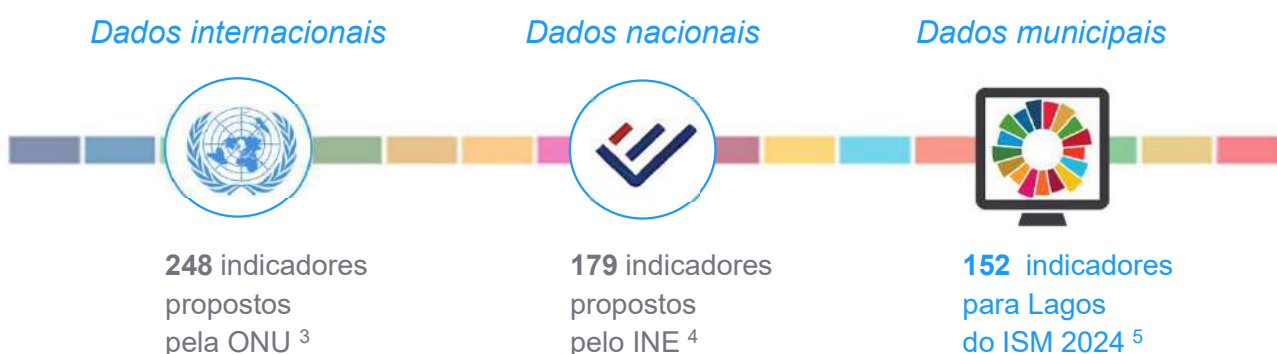 Dados internacionais
Dados nacionais
Dados municipais
248 indicadores
propostos
pela ONU 3
179 indicadores
propostos
pelo INE 4
152 indicadores
para Lagos
do ISM 2024 5